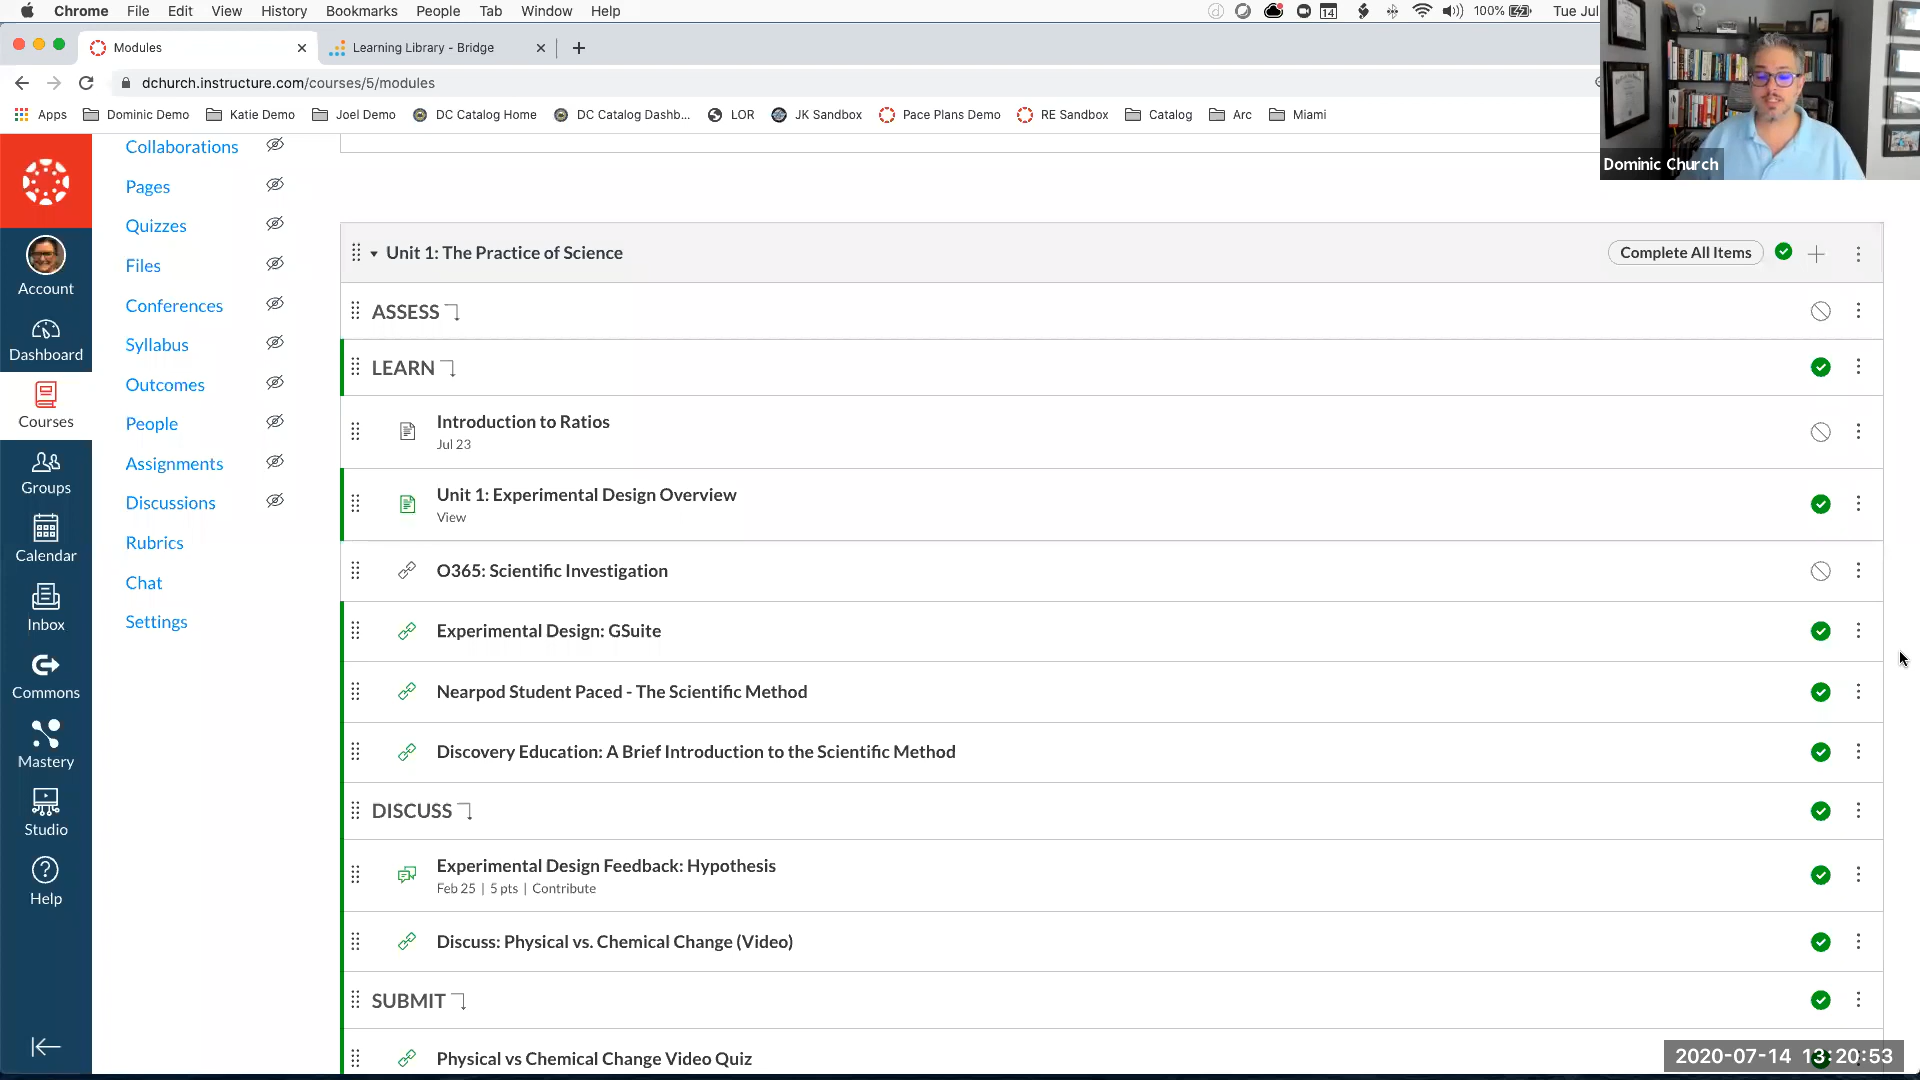 Chrome File Edit View History Bookmarks People Tab Window Help
14 100% Tue Jul
Modules
Learning Library - Bridge
dchurch.instructure.com/courses/5/modules
Apps Dominic Demo Katie Demo Joel Demo DC Catalog Home DC Catalog Dashb... LOR JK Sandbox Pace Plans Demo RE Sandbox Catalog Arc Miami
Dominic Church
Account
Dashboard
Courses
Groups
Calendar
Inbox
Commons
Mastery
Studio
Help
Collaborations
Pages
Quizzes
Files
Conferences
Syllabus
Outcomes
People
Assignments
Discussions
Rubrics
Chat
Settings
Unit 1: The Practice of Science
Complete All Items
ASSESS
LEARN
Introduction to Ratios
Jul 23
Unit 1: Experimental Design Overview
View
O365: Scientific Investigation
Experimental Design: GSuite
Nearpod Student Paced - The Scientific Method
Discovery Education: A Brief Introduction to the Scientific Method
DISCUSS
Experimental Design Feedback: Hypothesis
Feb 25 | 5 pts | Contribute
Discuss: Physical vs. Chemical Change (Video)
SUBMIT
Physical vs Chemical Change Video Quiz
2020-07-14 13:20:53